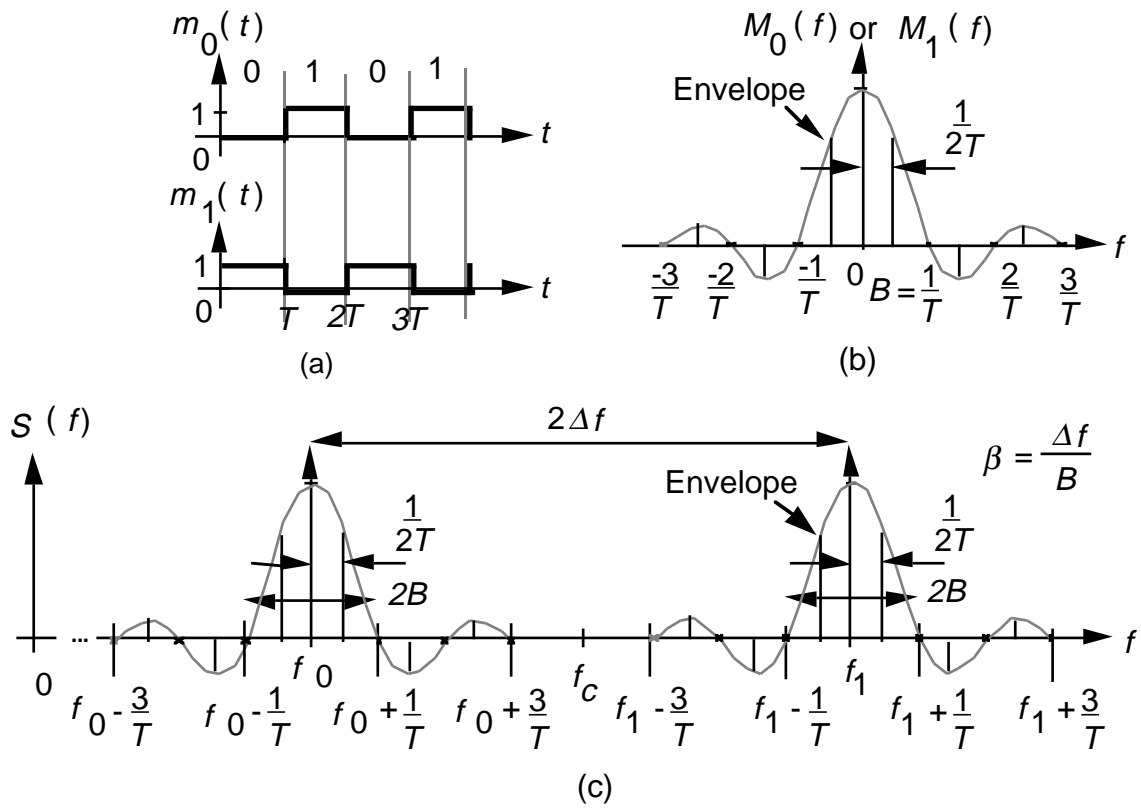 m0(t)
0 1 0 1
1
0
t
m1(t)
1
0
T 2T 3T
t
(a)
M0(f) or M1(f)
Envelope
1/2T
f
-3/T -2/T -1/T 0 B = 1/T 2/T 3/T
(b)
S (f)
2Δf
β = Δf/B
Envelope
1/2T
1/2T
2B
2B
...
f
0
f0
fc
f1
f0 - 3/T f0 - 1/T f0 + 1/T f0 + 3/T f1 - 3/T f1 - 1/T f1 + 1/T f1 + 3/T
(c)